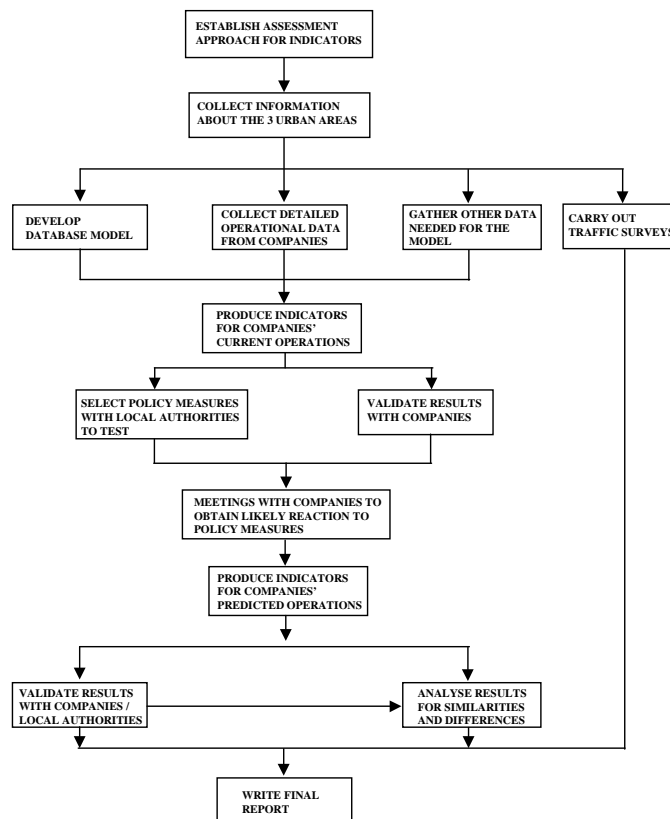 ESTABLISH ASSESSMENT
APPROACH FOR INDICATORS
COLLECT INFORMATION
ABOUT THE 3 URBAN AREAS
DEVELOP
DATABASE MODEL
COLLECT DETAILED
OPERATIONAL DATA
FROM COMPANIES
GATHER OTHER DATA
NEEDED FOR THE
MODEL
CARRY OUT
TRAFFIC SURVEYS
PRODUCE INDICATORS
FOR COMPANIES'
CURRENT OPERATIONS
SELECT POLICY MEASURES
WITH LOCAL AUTHORITIES
TO TEST
VALIDATE RESULTS
WITH COMPANIES
MEETINGS WITH COMPANIES TO
OBTAIN LIKELY REACTION TO
POLICY MEASURES
PRODUCE INDICATORS
FOR COMPANIES'
PREDICTED OPERATIONS
VALIDATE RESULTS
WITH COMPANIES /
LOCAL AUTHORITIES
ANALYSE RESULTS
FOR SIMILARITIES
AND DIFFERENCES
WRITE FINAL
REPORT